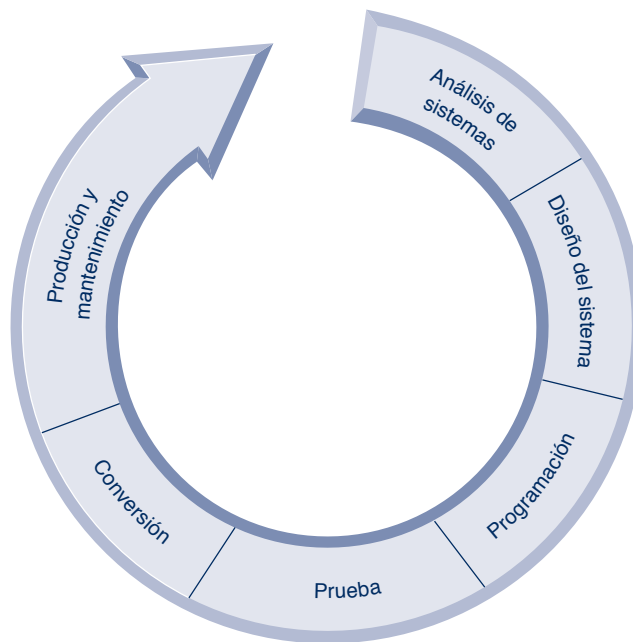 Análisis de
sistemas
Diseño del sistema
Programación
Prueba
Conversión
Producción y
mantenimiento